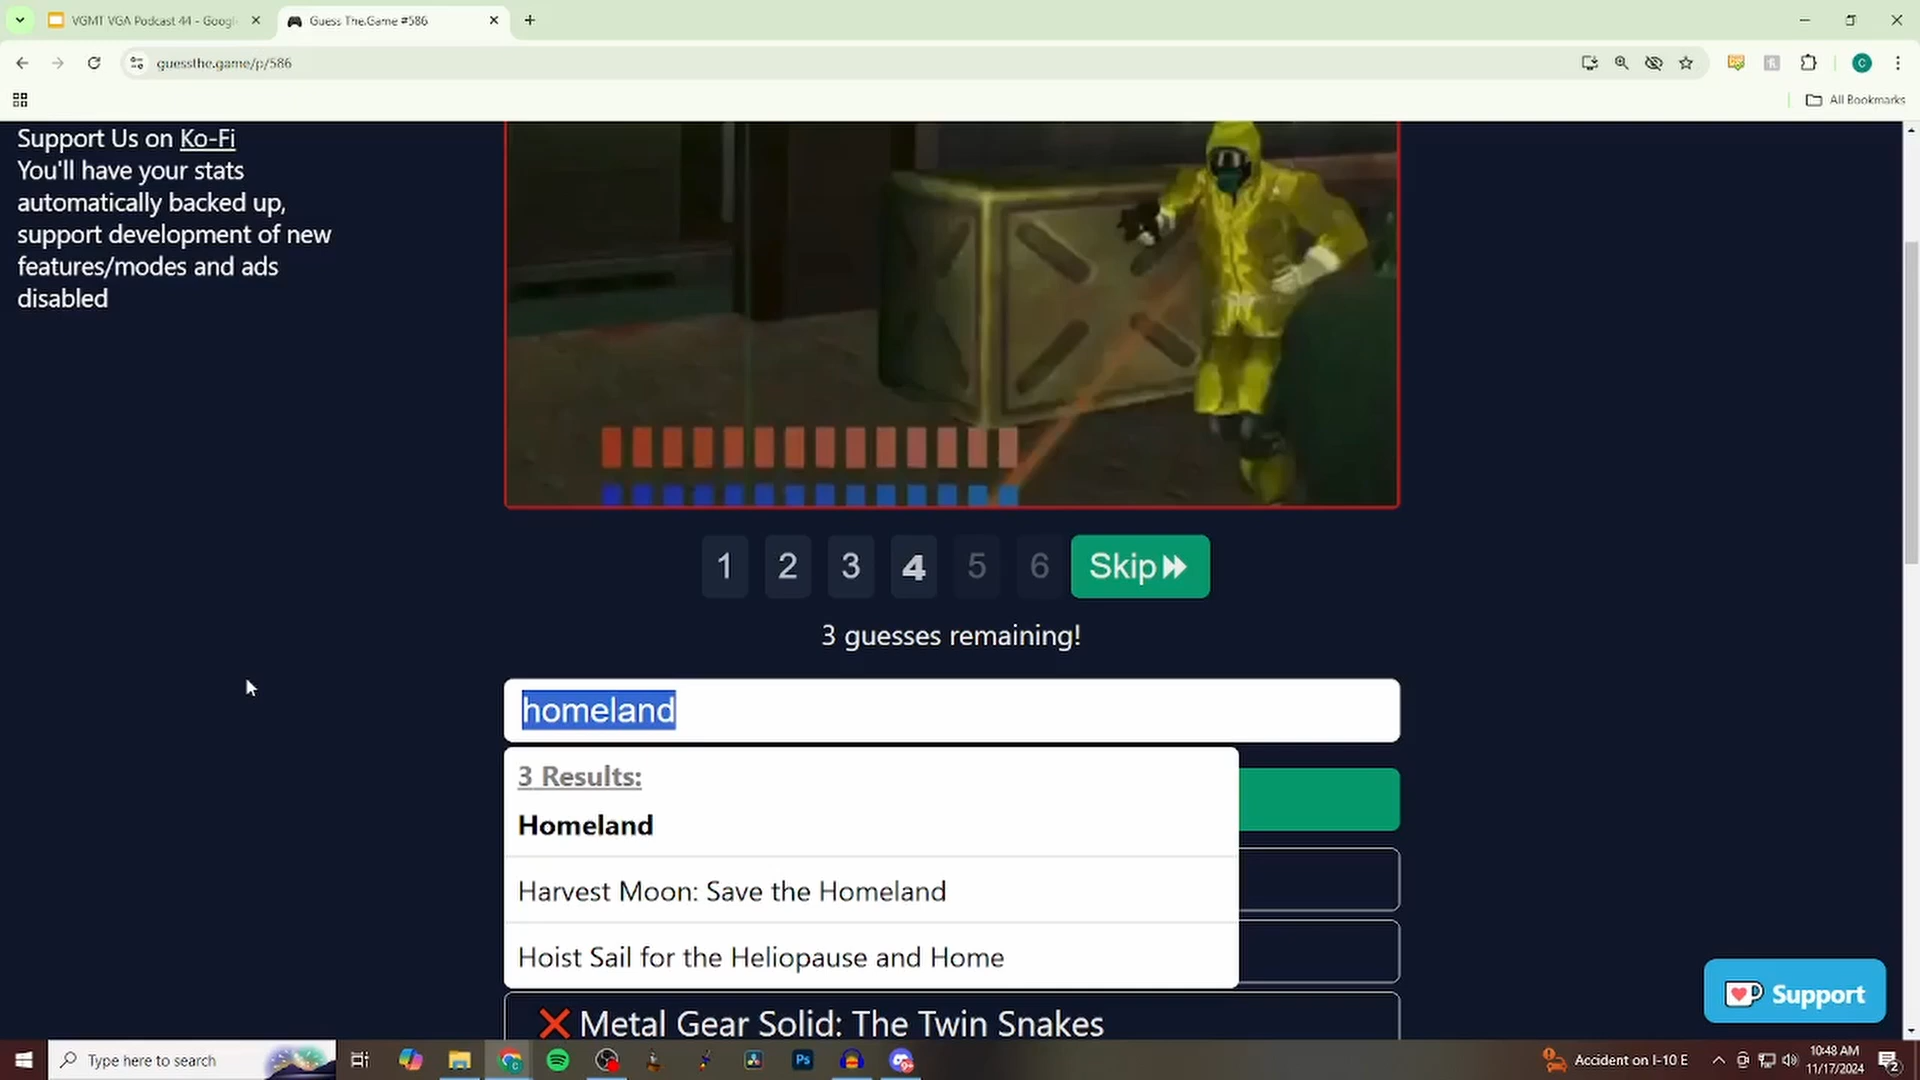 VGMT VGA Podcast 44 - Googl
Guess The.Game #586
guessthe.game/p/586
All Bookmarks
Support Us on Ko-Fi
You'll have your stats
automatically backed up,
support development of new
features/modes and ads
disabled
1 2 3 4 5 6 Skip
3 guesses remaining!
homeland
3 Results:
Homeland
Harvest Moon: Save the Homeland
Hoist Sail for the Heliopause and Home
Metal Gear Solid: The Twin Snakes
Support
Type here to search
Ps
Accident on I-10 E
10:48 AM
11/17/2024
2